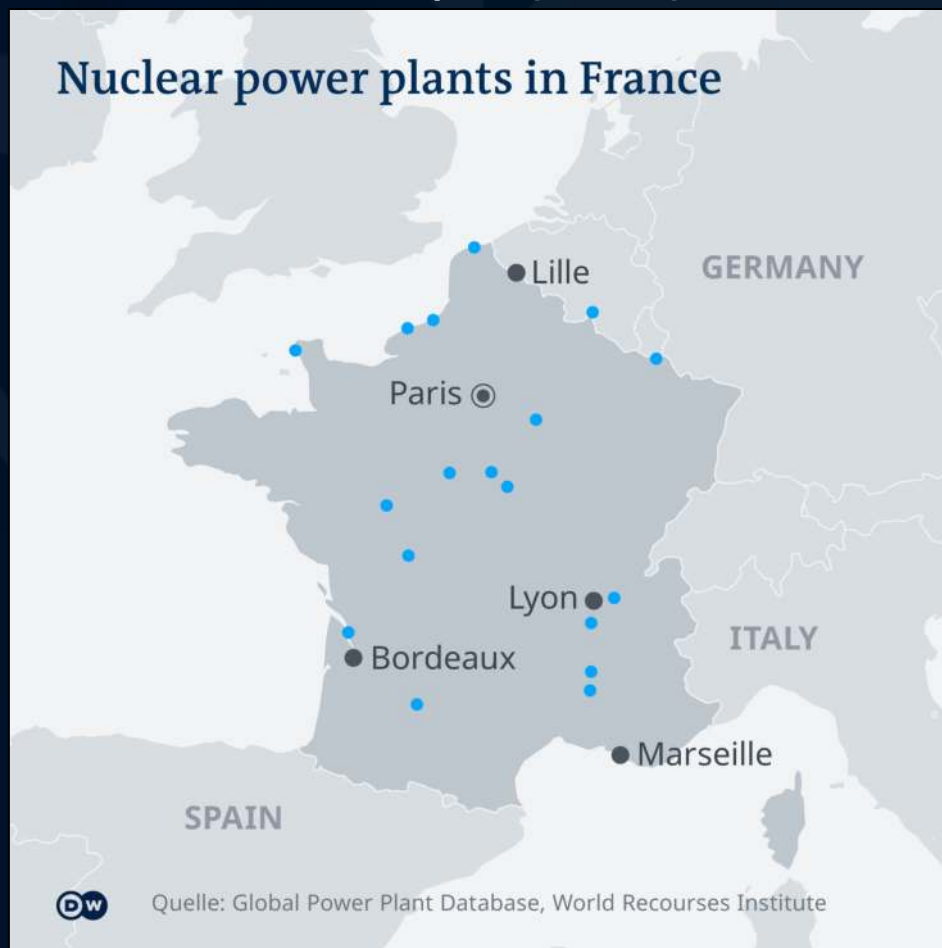 Nuclear power plants in France
Lille
GERMANY
Paris
Lyon
ITALY
Bordeaux
Marseille
SPAIN
DW Quelle: Global Power Plant Database, World Recourses Institute